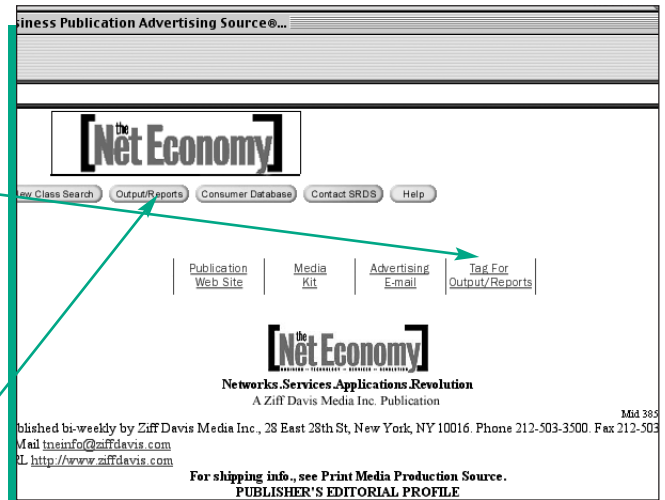 siness Publication Advertising Source®...
the Net Economy
New Class Search Output/Reports Consumer Database Contact SRDS Help
Publication Web Site
Media Kit
Advertising E-mail
Tag For Output/Reports
the Net Economy
BUSINESS - TECHNOLOGY - SERVICES - REVOLUTION
Networks.Services.Applications.Revolution
A Ziff Davis Media Inc. Publication
Mid 385
blished bi-weekly by Ziff Davis Media Inc., 28 East 28th St, New York, NY 10016. Phone 212-503-3500. Fax 212-503
Mail tneinfo@ziffdavis.com
RL http://www.ziffdavis.com
For shipping info., see Print Media Production Source.
PUBLISHER'S EDITORIAL PROFILE